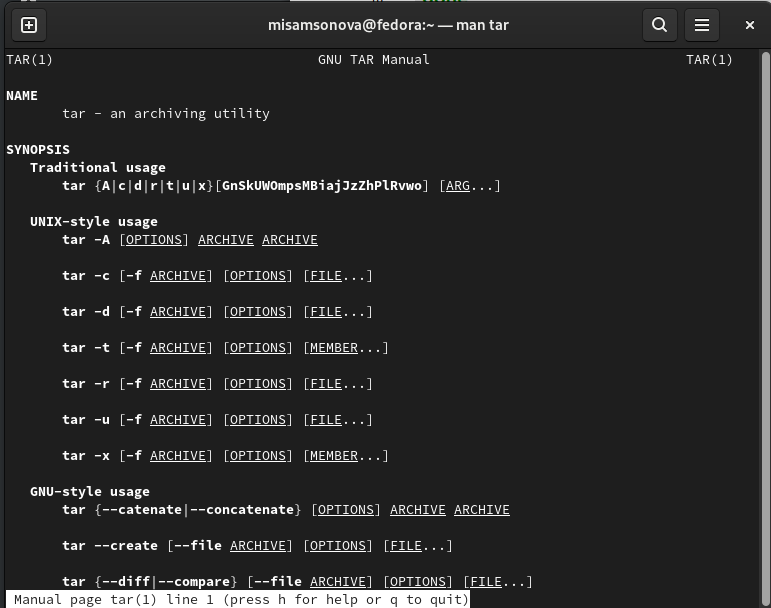 misamsonova@fedora:~ — man tar
TAR(1) GNU TAR Manual TAR(1)
NAME
tar - an archiving utility
SYNOPSIS
Traditional usage
tar {A|c|d|r|t|u|x}[GnSkUWOmpsMBiajJzZhPlRvwo] [ARG...]
UNIX-style usage
tar -A [OPTIONS] ARCHIVE ARCHIVE
tar -c [-f ARCHIVE] [OPTIONS] [FILE...]
tar -d [-f ARCHIVE] [OPTIONS] [FILE...]
tar -t [-f ARCHIVE] [OPTIONS] [MEMBER...]
tar -r [-f ARCHIVE] [OPTIONS] [FILE...]
tar -u [-f ARCHIVE] [OPTIONS] [FILE...]
tar -x [-f ARCHIVE] [OPTIONS] [MEMBER...]
GNU-style usage
tar {--catenate|--concatenate} [OPTIONS] ARCHIVE ARCHIVE
tar --create [--file ARCHIVE] [OPTIONS] [FILE...]
tar {--diff|--compare} [--file ARCHIVE] [OPTIONS] [FILE...]
Manual page tar(1) line 1 (press h for help or q to quit)